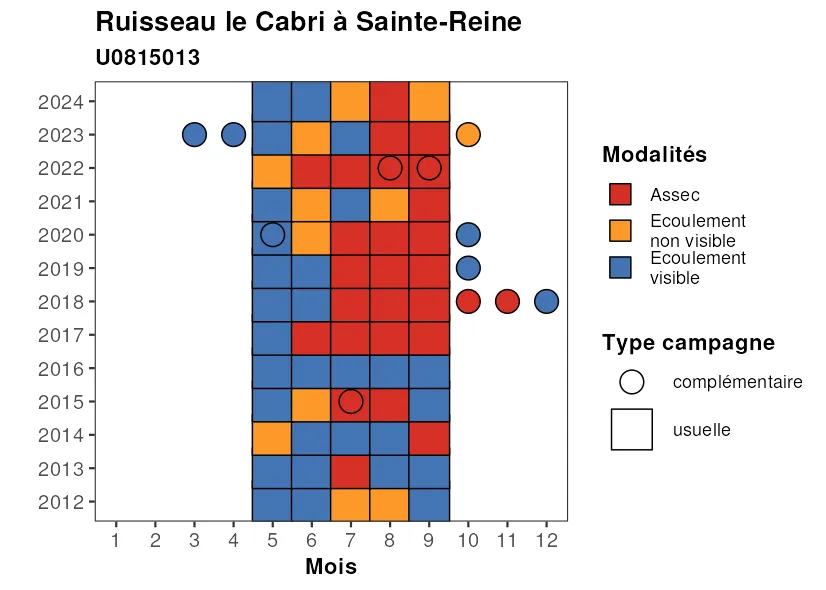 Ruisseau le Cabri à Sainte-Reine
U0815013
2024
2023
2022
2021
2020
2019
2018
2017
2016
2015
2014
2013
2012
1 2 3 4 5 6 7 8 9 10 11 12
Mois
Modalités
Assec
Ecoulement
non visible
Ecoulement
visible
Type campagne
complémentaire
usuelle